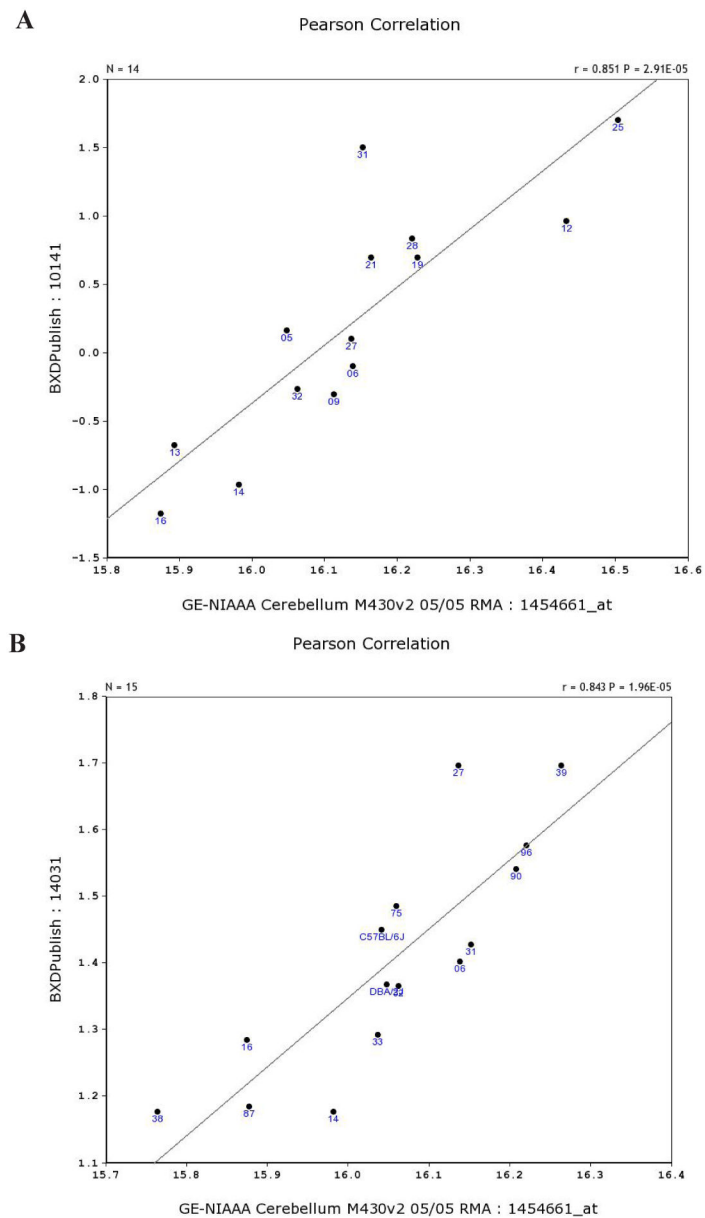 A
Pearson Correlation
N = 14 r = 0.851 P = 2.91E-05
2.0
1.5
1.0
0.5
0.0
−0.5
−1.0
−1.5
BXDPublish : 10141
25
31
12
28
21 19
05
27
06
32 09
13
14
16
15.8 15.9 16.0 16.1 16.2 16.3 16.4 16.5 16.6
GE-NIAAA Cerebellum M430v2 05/05 RMA : 1454661_at
B
Pearson Correlation
N = 15 r = 0.843 P = 1.96E-05
1.8
1.7
1.6
1.5
1.4
1.3
1.2
1.1
BXDPublish : 14031
27 39
96
90
75
C57BL/6J
31
06
33
16
38 87 14
15.7 15.8 15.9 16.0 16.1 16.2 16.3 16.4
GE-NIAAA Cerebellum M430v2 05/05 RMA : 1454661_at